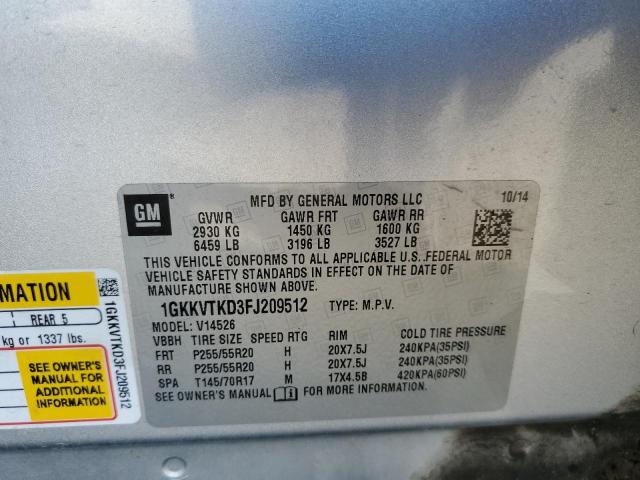 MFD BY GENERAL MOTORS LLC 10/14
GM ®
GVWR GAWR FRT GAWR RR
2930 KG 1450 KG 1600 KG
6459 LB 3196 LB 3527 LB
THIS VEHICLE CONFORMS TO ALL APPLICABLE U.S. FEDERAL MOTOR
VEHICLE SAFETY STANDARDS IN EFFECT ON THE DATE OF
MANUFACTURE SHOWN ABOVE.
1GKKVTKD3FJ209512 TYPE: M.P.V.
MODEL: V14526
VBBH TIRE SIZE SPEED RTG RIM COLD TIRE PRESSURE
FRT P255/55R20 H 20X7.5J 240KPA(35PSI)
RR P255/55R20 H 20X7.5J 240KPA(35PSI)
SPA T145/70R17 M 17X4.5B 420KPA(60PSI)
SEE OWNER'S MANUAL FOR MORE INFORMATION.
MATION
REAR 5
kg or 1337 lbs.
SEE OWNER'S
MANUAL FOR
ADDITIONAL
INFORMATION
1GKKVTKD3FJ209512